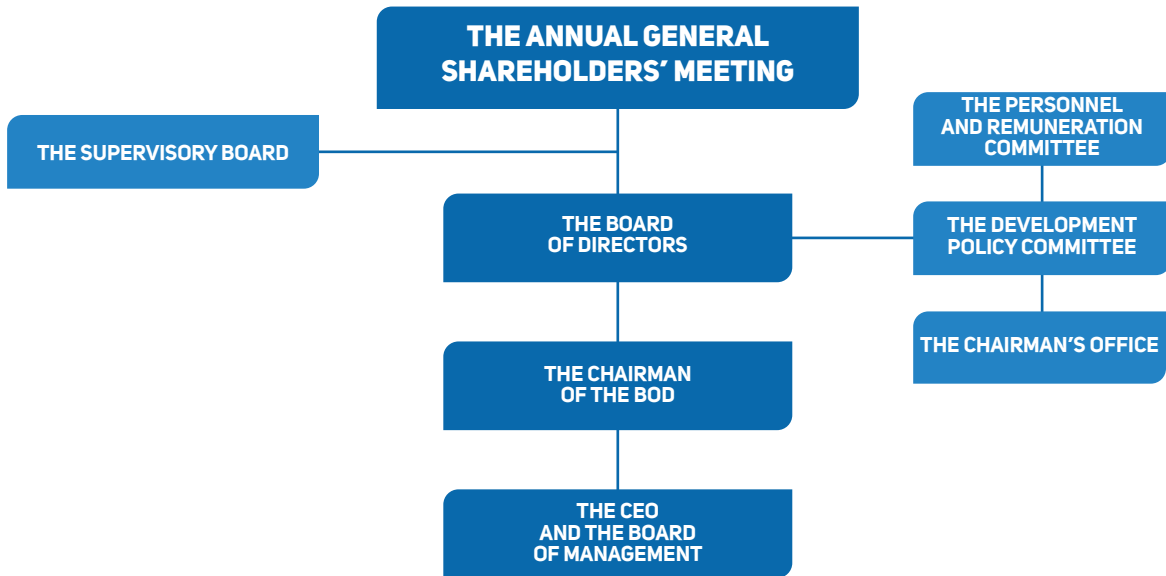 THE ANNUAL GENERAL
SHAREHOLDERS’ MEETING
THE PERSONNEL
AND REMUNERATION
COMMITTEE
THE SUPERVISORY BOARD
THE BOARD
OF DIRECTORS
THE DEVELOPMENT
POLICY COMMITTEE
THE CHAIRMAN’S OFFICE
THE CHAIRMAN
OF THE BOD
THE CEO
AND THE BOARD
OF MANAGEMENT